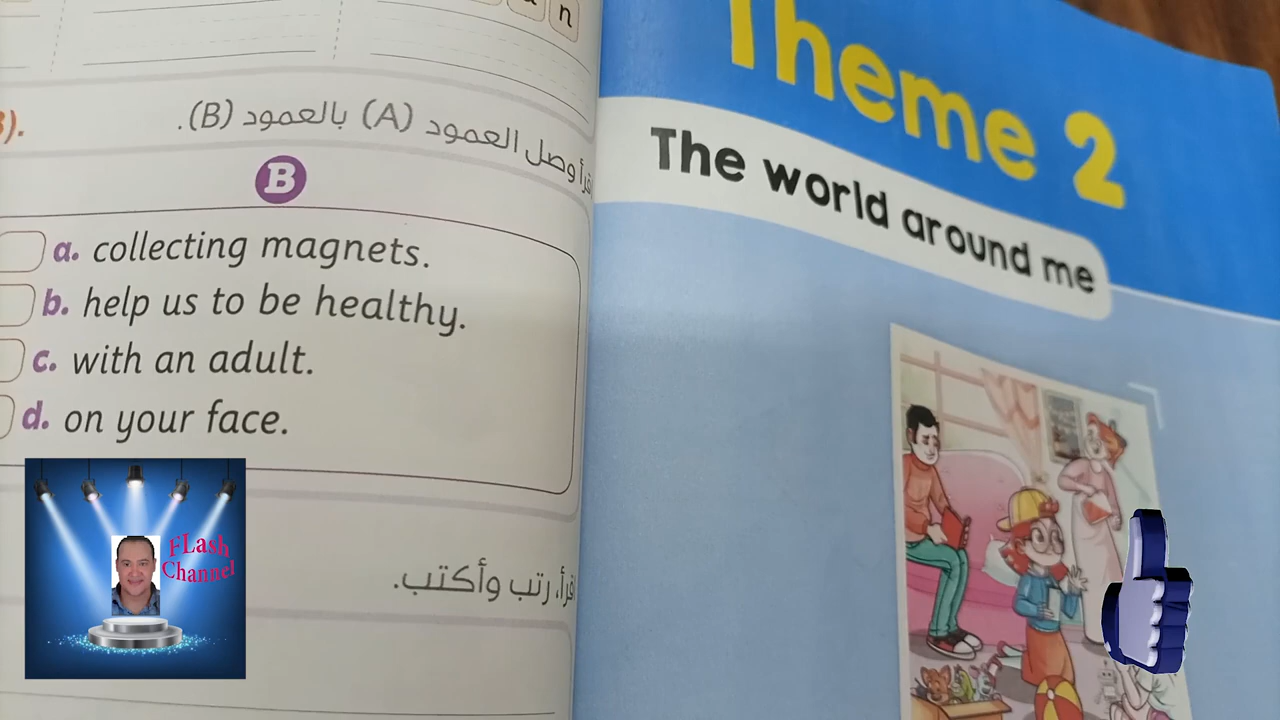 n
اقرأ وصل العمود (A) بالعمود (B).
B
a. collecting magnets.
b. help us to be healthy.
c. with an adult.
d. on your face.
اقرأ، رتب وأكتب.
Theme 2
The world around me
FLash
Channel